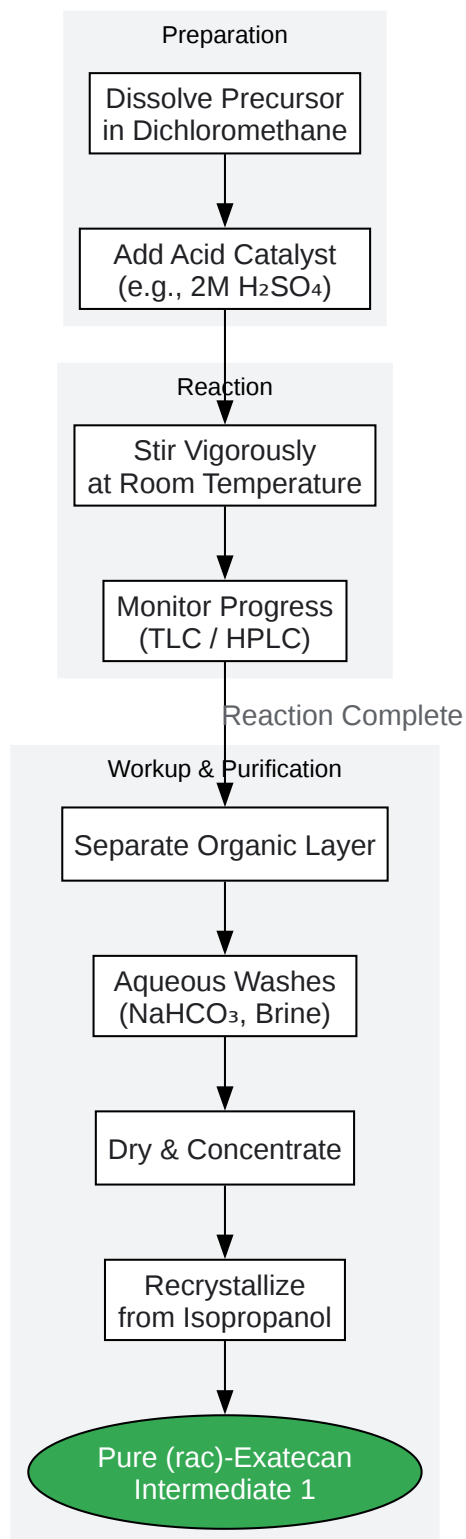 Preparation
Dissolve Precursor
in Dichloromethane
Add Acid Catalyst
(e.g., 2M H₂SO₄)
Reaction
Stir Vigorously
at Room Temperature
Monitor Progress
(TLC / HPLC)
Reaction Complete
Workup & Purification
Separate Organic Layer
Aqueous Washes
(NaHCO₃, Brine)
Dry & Concentrate
Recrystallize
from Isopropanol
Pure (rac)-Exatecan
Intermediate 1